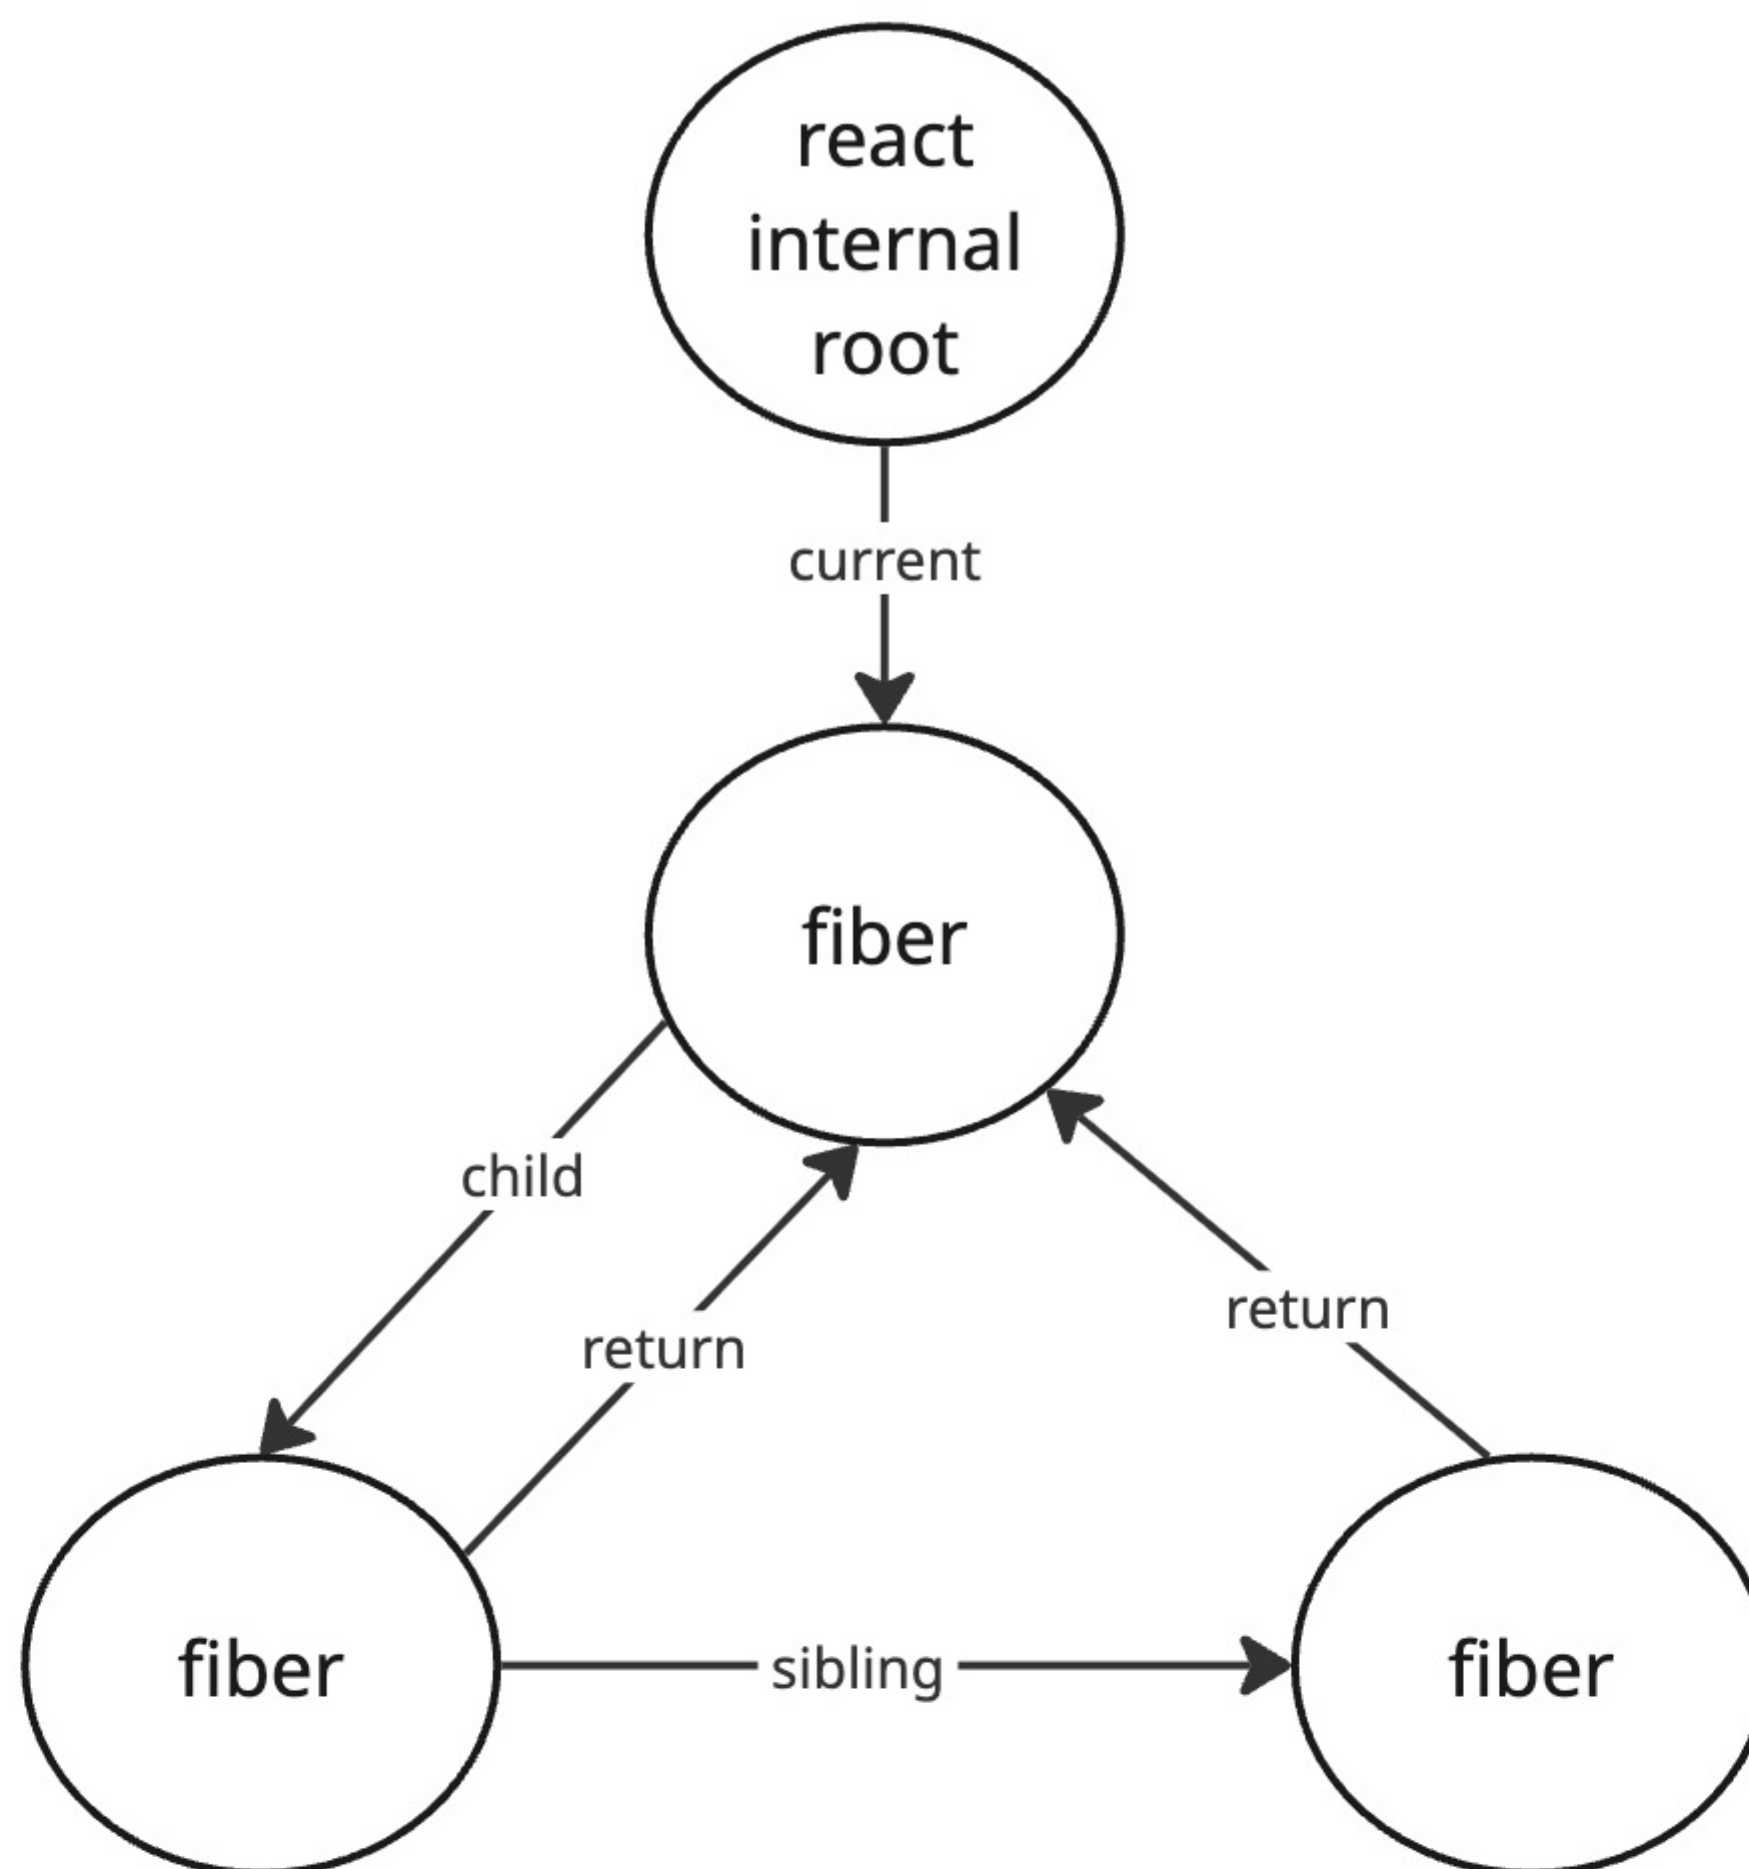 react
internal
root
current
fiber
child
return
return
fiber
sibling
fiber